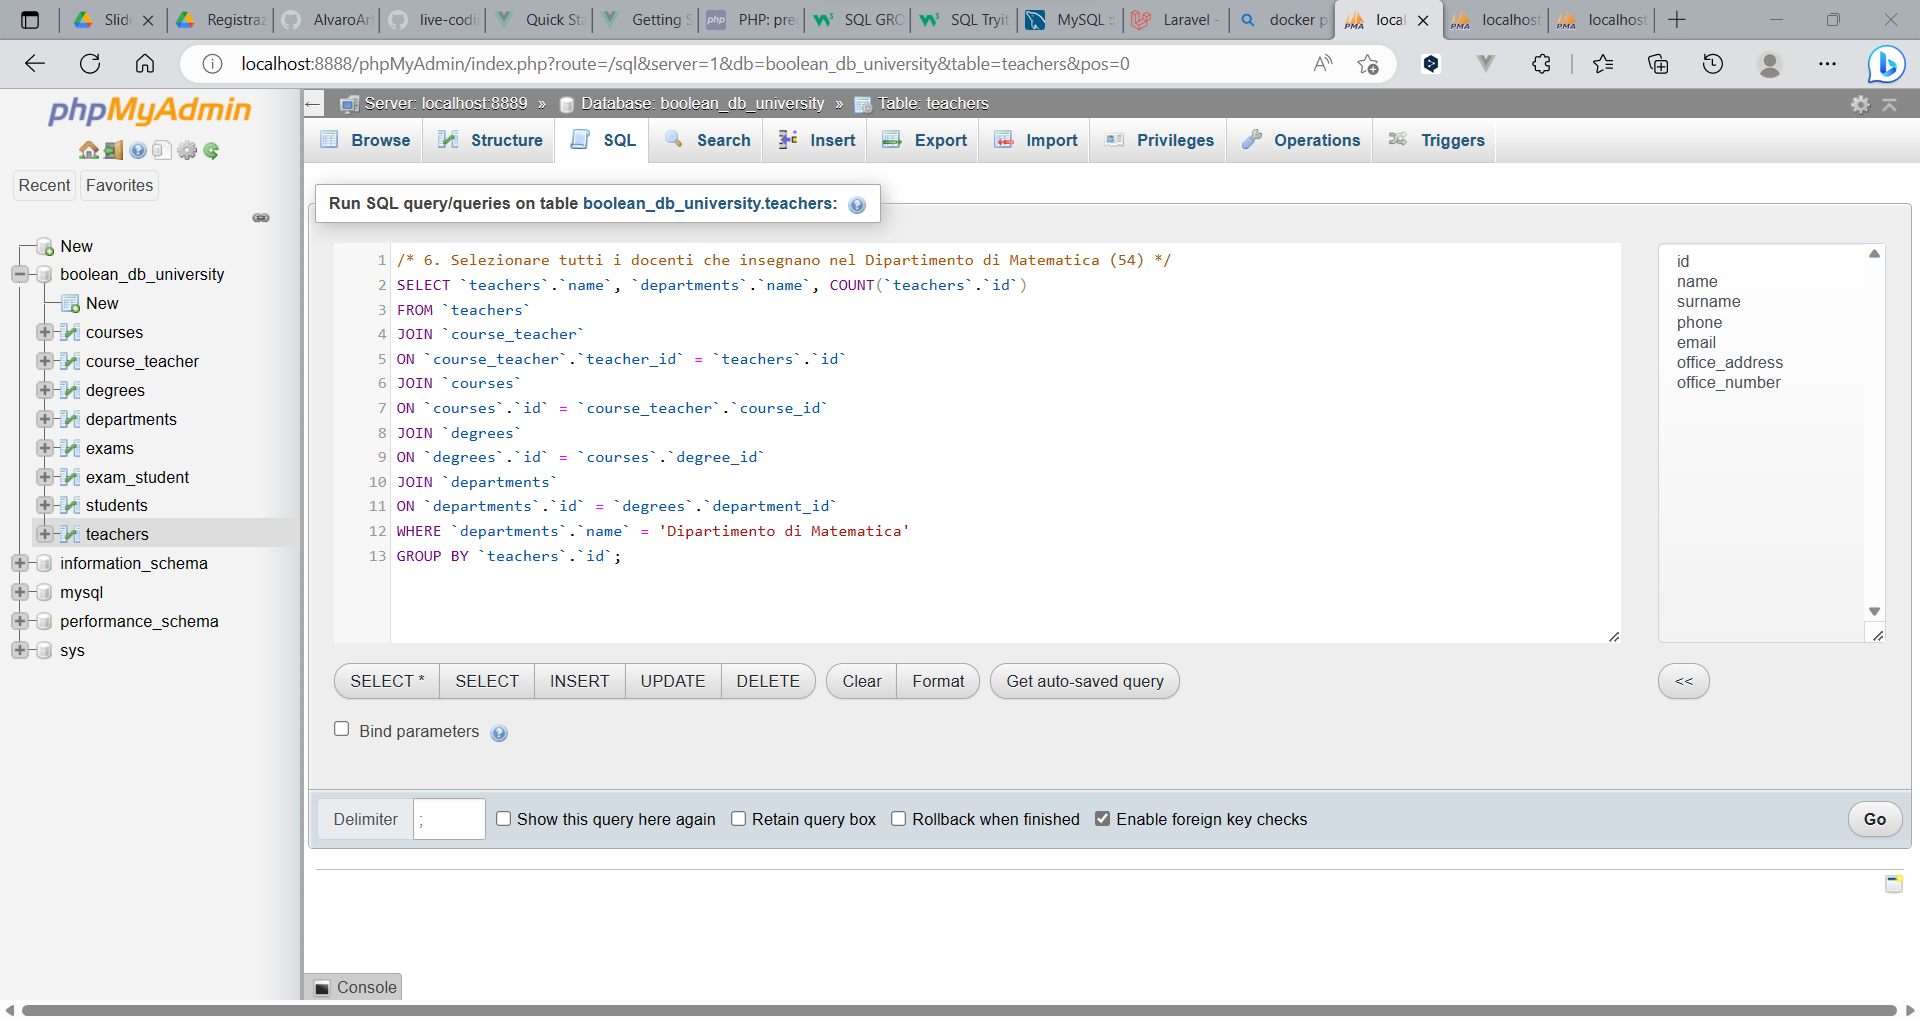 Slid
Registraz
AlvaroAr
live-codi
Quick Sta
Getting S
PHP: pre
SQL GRO
SQL Tryit
MySQL ::
Laravel -
docker p
local
localhost
localhost
localhost:8888/phpMyAdmin/index.php?route=/sql&server=1&db=boolean_db_university&table=teachers&pos=0
phpMyAdmin
Server: localhost:8889 » Database: boolean_db_university » Table: teachers
Browse
Structure
SQL
Search
Insert
Export
Import
Privileges
Operations
Triggers
Recent
Favorites
New
boolean_db_university
New
courses
course_teacher
degrees
departments
exams
exam_student
students
teachers
information_schema
mysql
performance_schema
sys
Run SQL query/queries on table boolean_db_university.teachers:
1 /* 6. Selezionare tutti i docenti che insegnano nel Dipartimento di Matematica (54) */
2 SELECT `teachers`.`name`, `departments`.`name`, COUNT(`teachers`.`id`)
3 FROM `teachers`
4 JOIN `course_teacher`
5 ON `course_teacher`.`teacher_id` = `teachers`.`id`
6 JOIN `courses`
7 ON `courses`.`id` = `course_teacher`.`course_id`
8 JOIN `degrees`
9 ON `degrees`.`id` = `courses`.`degree_id`
10 JOIN `departments`
11 ON `departments`.`id` = `degrees`.`department_id`
12 WHERE `departments`.`name` = 'Dipartimento di Matematica'
13 GROUP BY `teachers`.`id`;
id
name
surname
phone
email
office_address
office_number
SELECT *
SELECT
INSERT
UPDATE
DELETE
Clear
Format
Get auto-saved query
<<
Bind parameters
Delimiter
;
Show this query here again
Retain query box
Rollback when finished
Enable foreign key checks
Go
Console